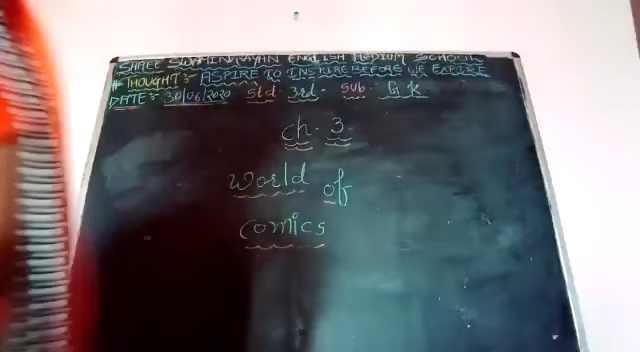 SHREE SWAMINARAYAN ENGLISH MEDIUM SCHOOL
* THOUGHT :- ASPIRE TO INSPIRE BEFORE WE EXPIRE
DATE :- 30/06/2020 Std - 3rd - Sub - G.K
ch. 3
World of
comics